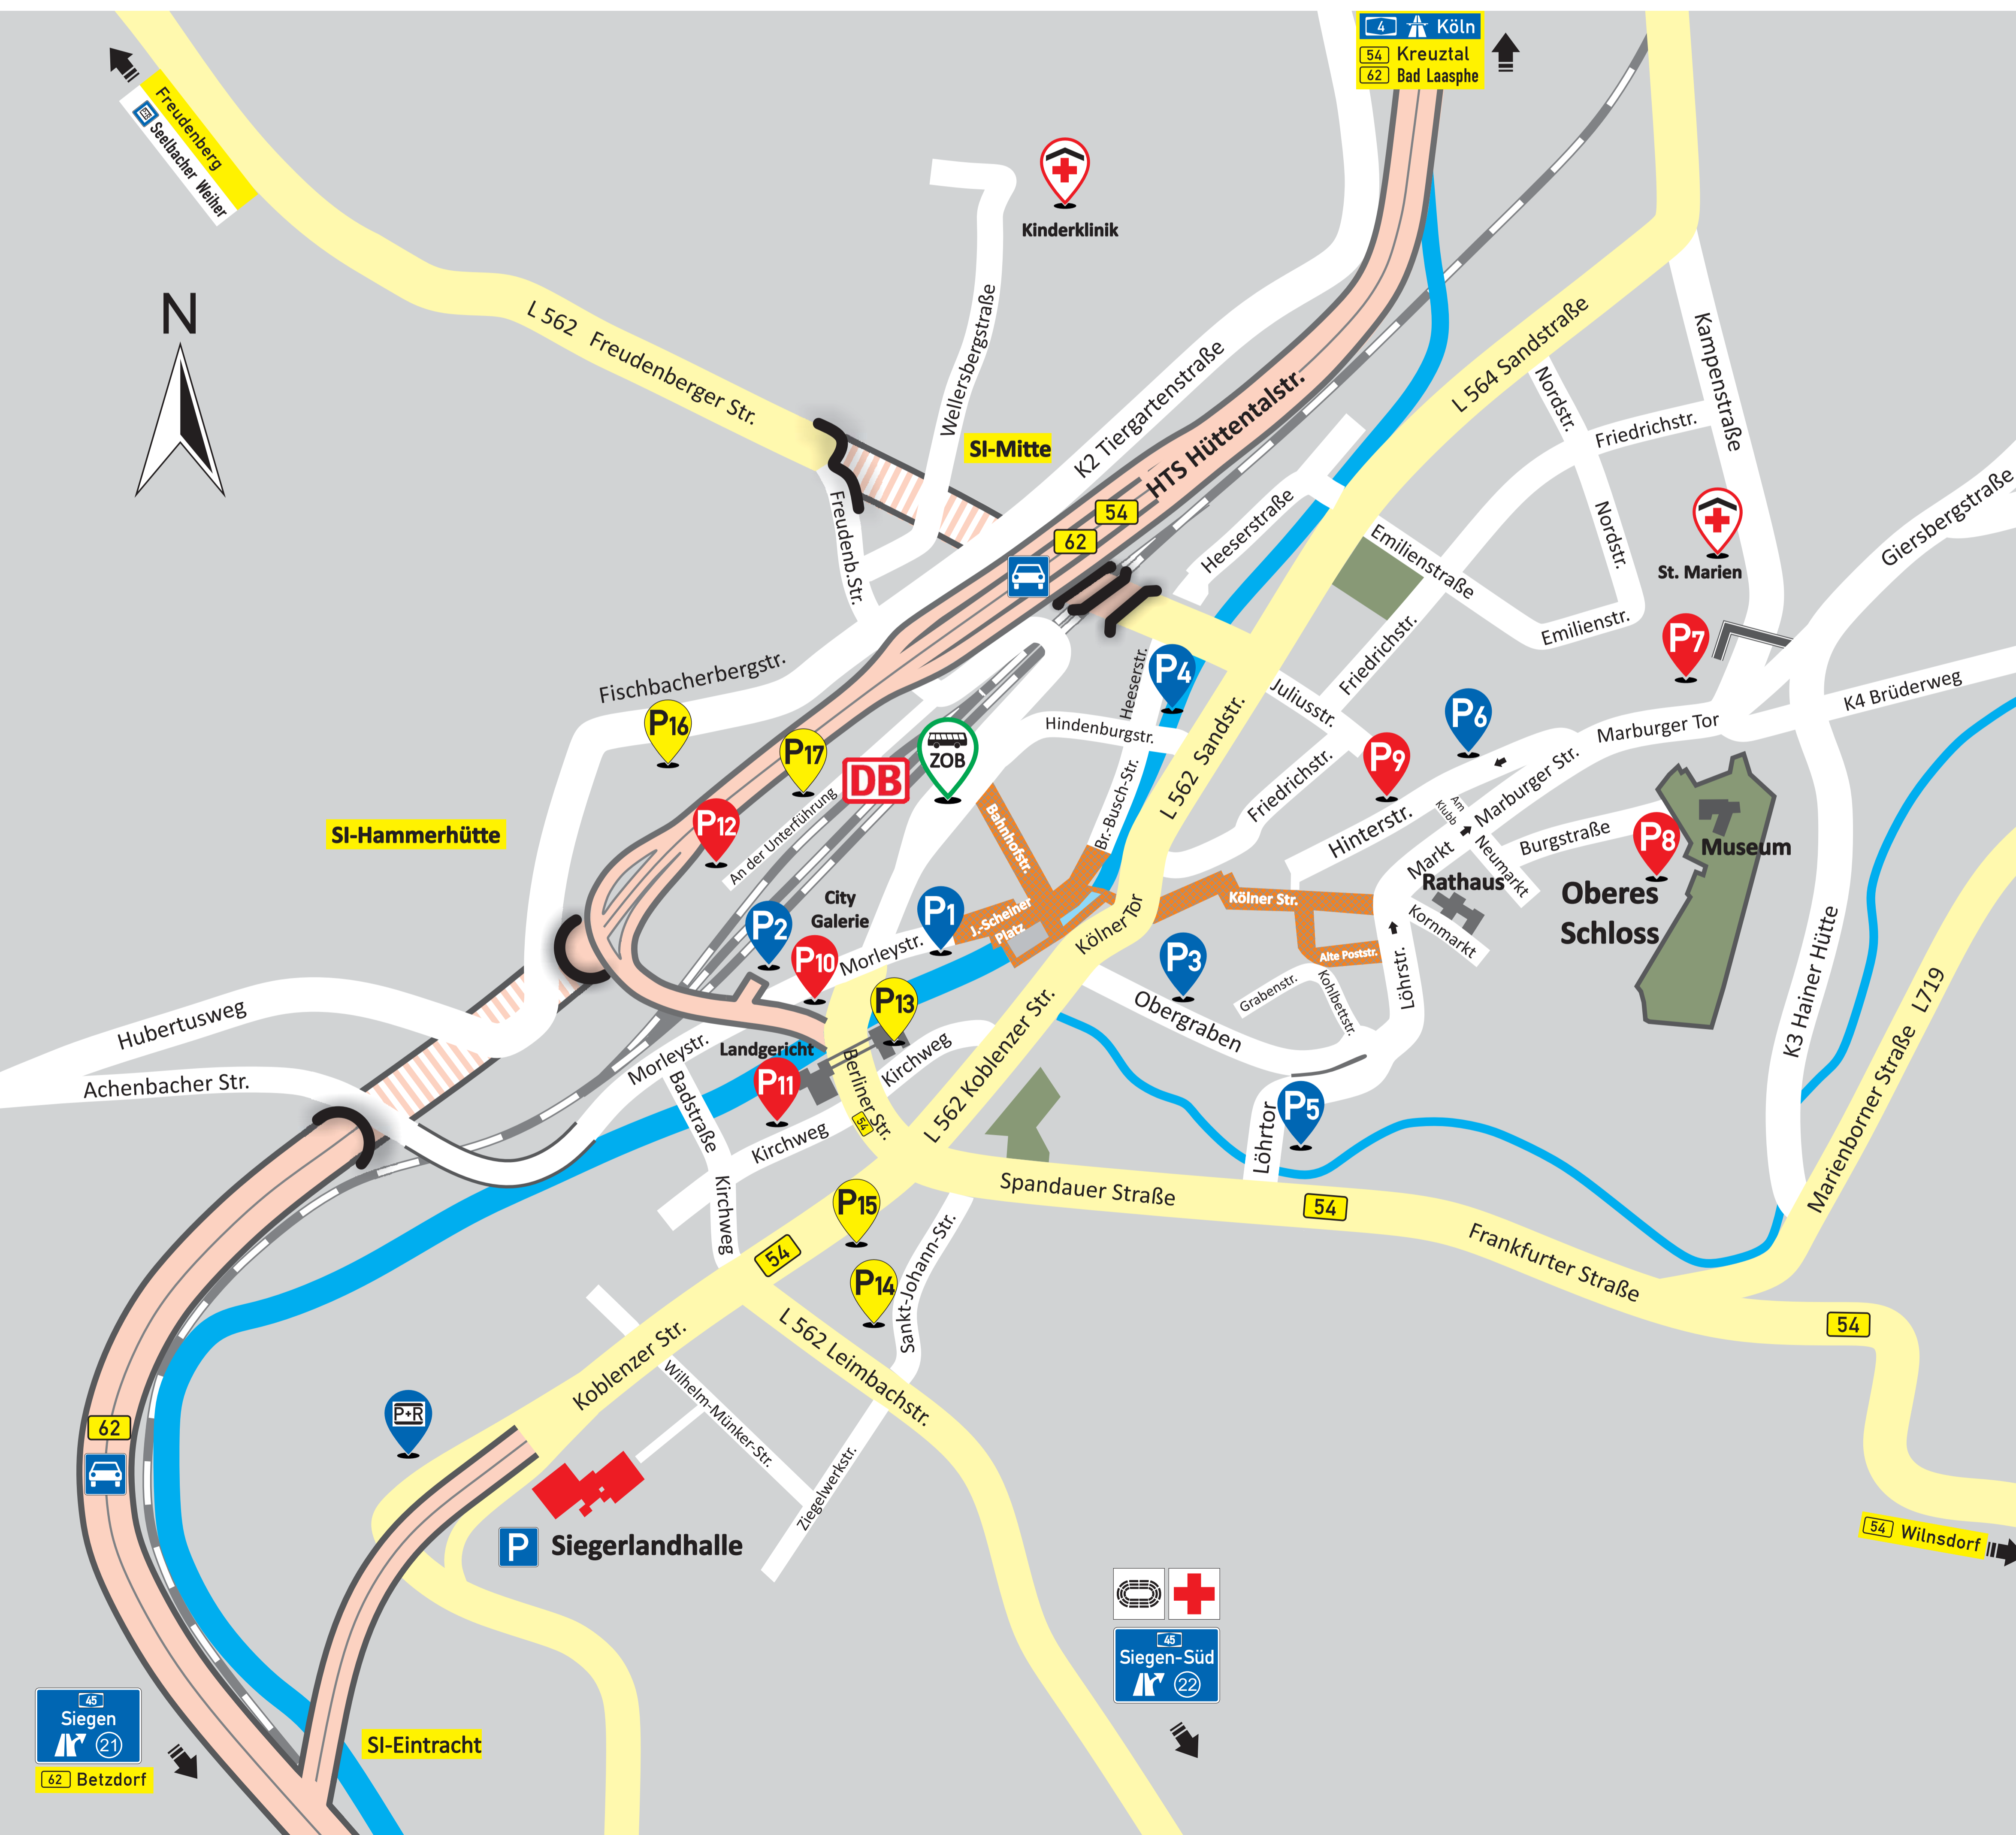 4 Köln
54 Kreuztal
62 Bad Laasphe
Freudenberg
Seelbacher Weiher
N
Kinderklinik
L 562 Freudenberger Str.
Wellersbergstraße
K2 Tiergartenstraße
HTS Hüttentalstr.
L 564 Sandstraße
Kampenstraße
Nordstr.
Friedrichstr.
SI-Mitte
54
62
Freudenb.Str.
Heeserstraße
Emilienstraße
Nordstr.
St. Marien
Giersbergstraße
Emilienstr.
Friedrichstr.
P7
P4
Heeserstr.
Fischbacherbergstr.
Juliusstr.
K4 Brüderweg
P16
P17
DB
ZOB
Hindenburgstr.
L 562 Sandstr.
P6
Marburger Tor
P9
Marburger Str.
Friedrichstr.
Br.-Busch-Str.
Bahnhofstr.
SI-Hammerhütte
P12
An der Unterführung
Hinterstr.
Am
Klubb
Markt
Neumarkt
Burgstraße
P8
Museum
Rathaus
Oberes
Schloss
City
Galerie
P1
P2
J.-Scheiner
Platz
Kölner Tor
Kölner Str.
Kornmarkt
P10
Morleystr.
P3
Alte Poststr.
Löhrstr.
Grabenstr.
Kohlbettstr.
P13
Obergraben
K3 Hainer Hütte
Marienborner Straße L719
Hubertusweg
Achenbacher Str.
Morleystr.
Landgericht
P11
Kirchweg
Berliner Str.
54
L 562 Koblenzer Str.
Badstraße
Kirchweg
Kirchweg
Löhrtor
P5
P15
Spandauer Straße
54
Frankfurter Straße
54
54
P14
Sankt-Johann-Str.
L 562 Leimbachstr.
Koblenzer Str.
Wilhelm-Münker-Str.
Ziegelwerkstr.
62
P+R
P
Siegerlandhalle
54 Wilnsdorf
45
Siegen-Süd
22
45
Siegen
21
62 Betzdorf
SI-Eintracht